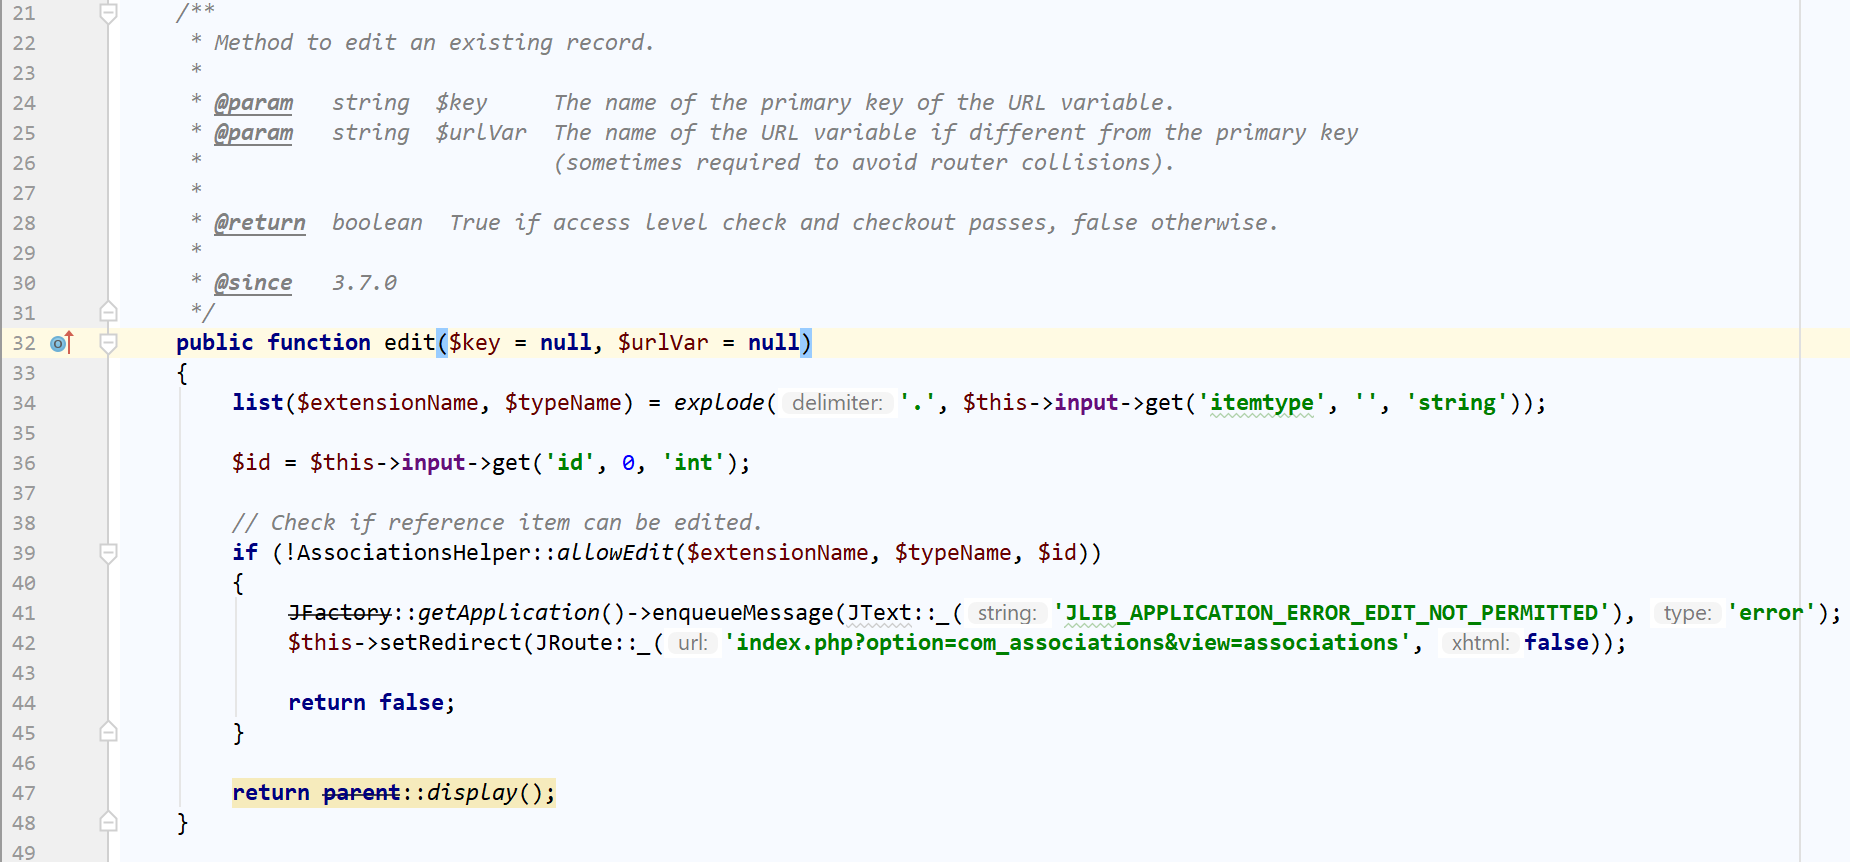 21 /**
22 * Method to edit an existing record.
23 *
24 * @param string $key The name of the primary key of the URL variable.
25 * @param string $urlVar The name of the URL variable if different from the primary key
26 * (sometimes required to avoid router collisions).
27 *
28 * @return boolean True if access level check and checkout passes, false otherwise.
29 *
30 * @since 3.7.0
31 */
32 public function edit($key = null, $urlVar = null)
33 {
34 list($extensionName, $typeName) = explode( delimiter: '.', $this->input->get('itemtype', '', 'string'));
35
36 $id = $this->input->get('id', 0, 'int');
37
38 // Check if reference item can be edited.
39 if (!AssociationsHelper::allowEdit($extensionName, $typeName, $id))
40 {
41 JFactory::getApplication()->enqueueMessage(JText::_( string: 'JLIB_APPLICATION_ERROR_EDIT_NOT_PERMITTED'), type: 'error');
42 $this->setRedirect(JRoute::_( url: 'index.php?option=com_associations&view=associations', xhtml: false));
43
44 return false;
45 }
46
47 return parent::display();
48 }
49